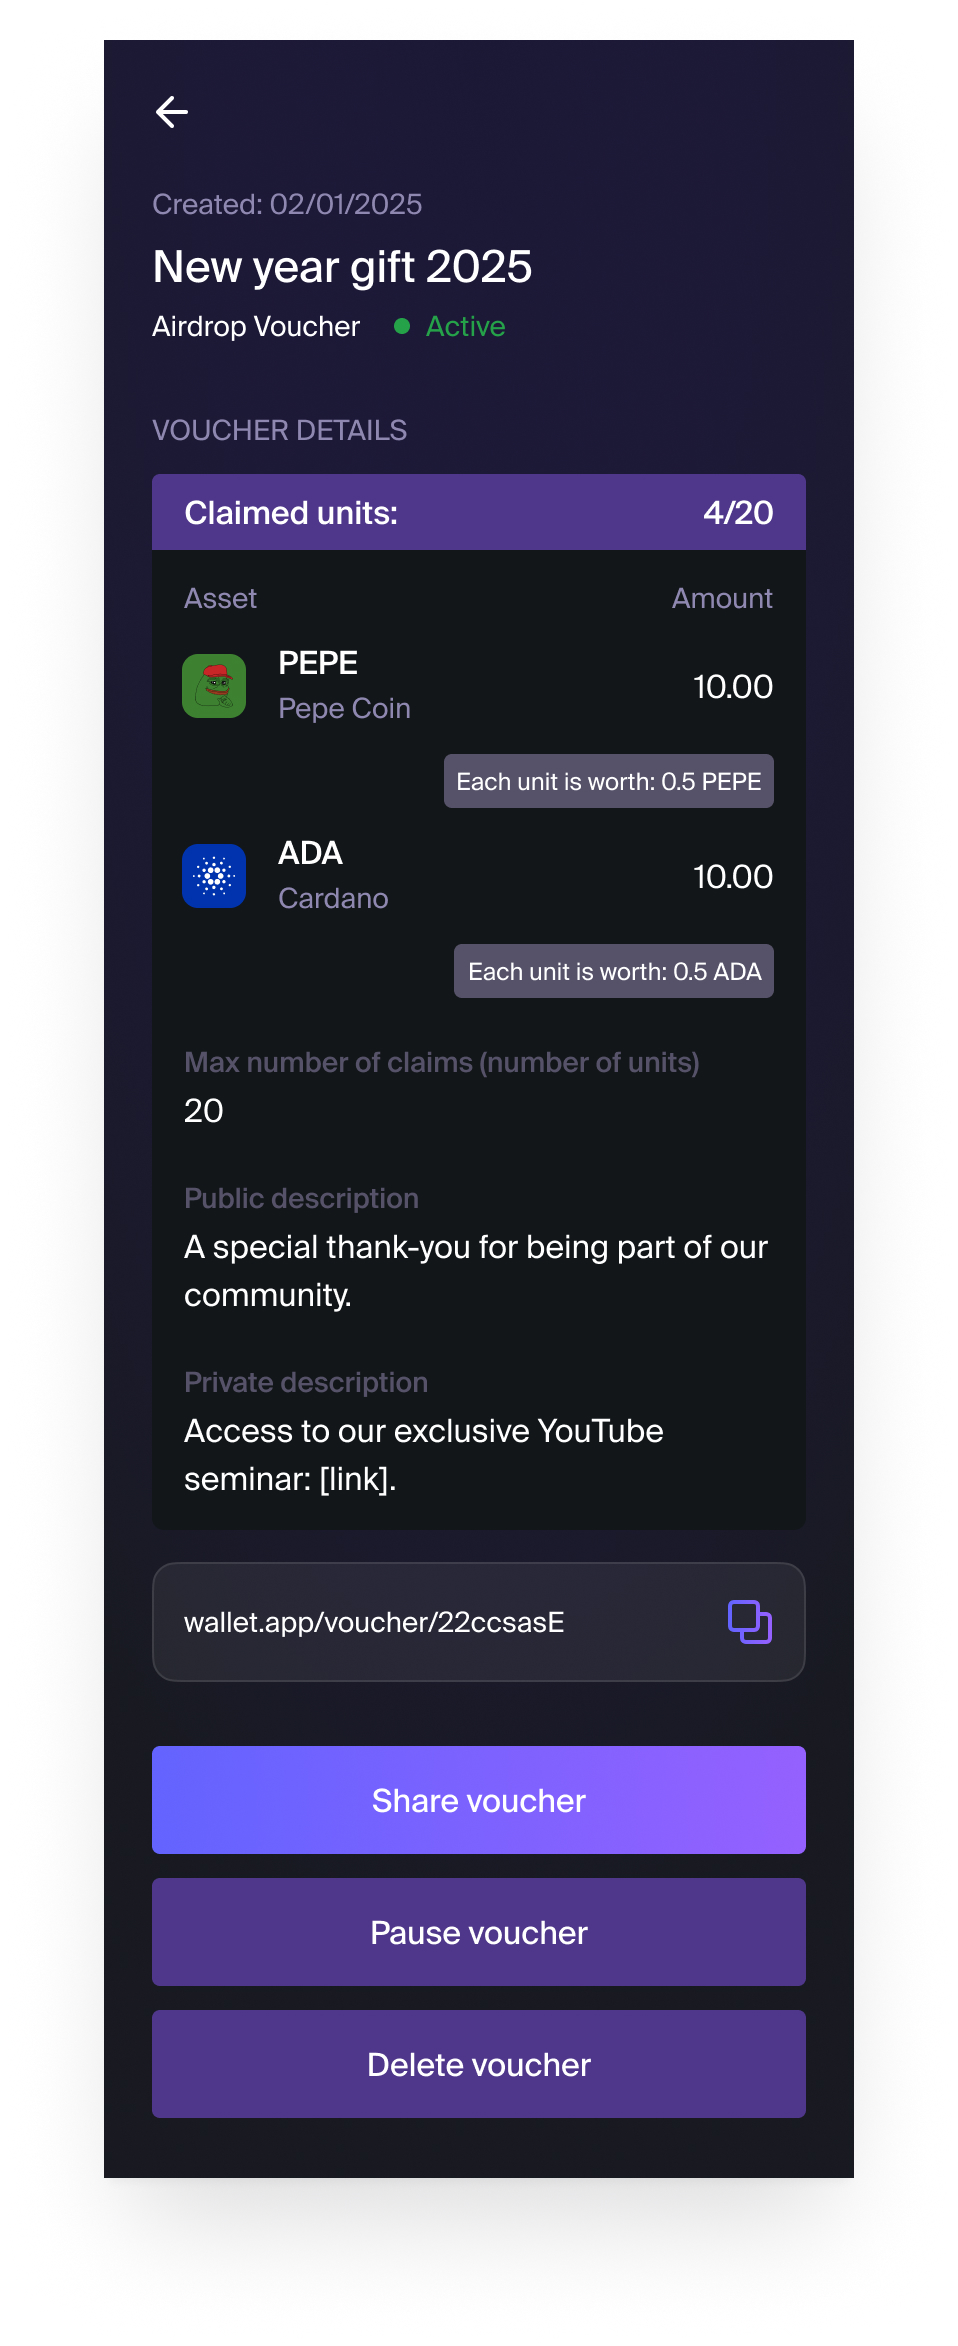 Created: 02/01/2025
New year gift 2025
Airdrop Voucher Active
VOUCHER DETAILS
Claimed units: 4/20
Asset Amount
PEPE
Pepe Coin
10.00
Each unit is worth: 0.5 PEPE
ADA
Cardano
10.00
Each unit is worth: 0.5 ADA
Max number of claims (number of units)
20
Public description
A special thank-you for being part of our
community.
Private description
Access to our exclusive YouTube
seminar: [link].
wallet.app/voucher/22ccsasE
Share voucher
Pause voucher
Delete voucher